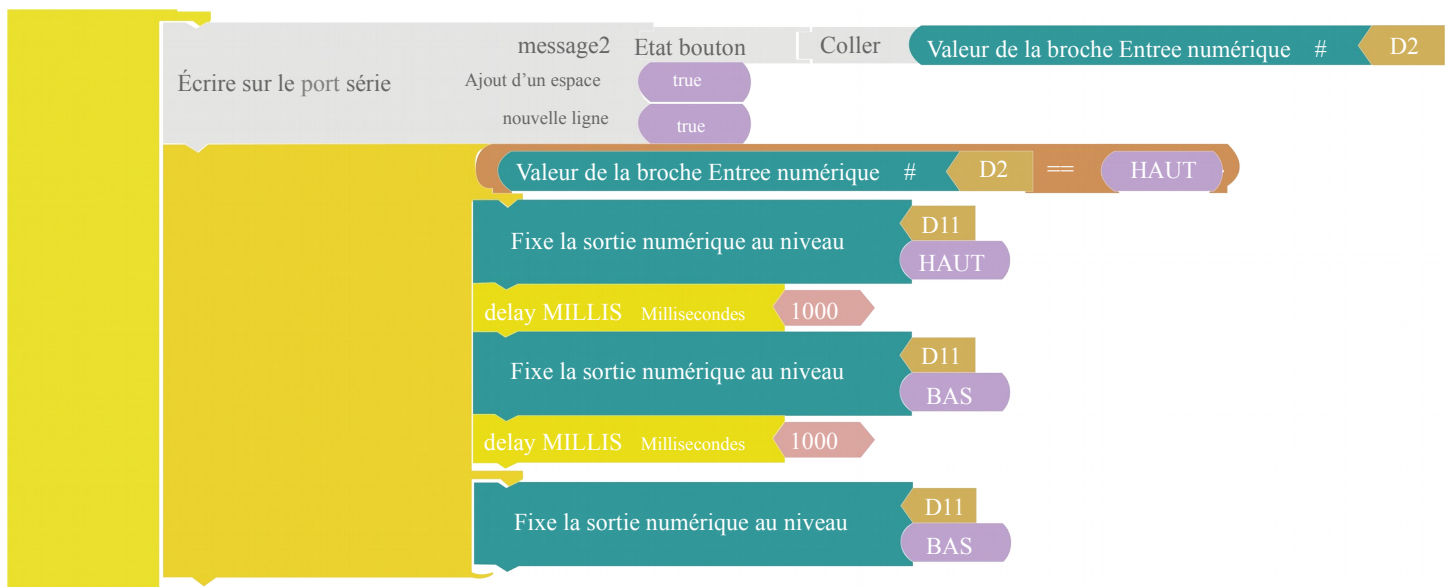 message2 Etat bouton Coller Valeur de la broche Entree numérique # D2
Écrire sur le port série
Ajout d'un espace true
nouvelle ligne true
Valeur de la broche Entree numérique # D2 == HAUT
Fixe la sortie numérique au niveau
D11
HAUT
delay MILLIS Millisecondes 1000
Fixe la sortie numérique au niveau
D11
BAS
delay MILLIS Millisecondes 1000
Fixe la sortie numérique au niveau
D11
BAS